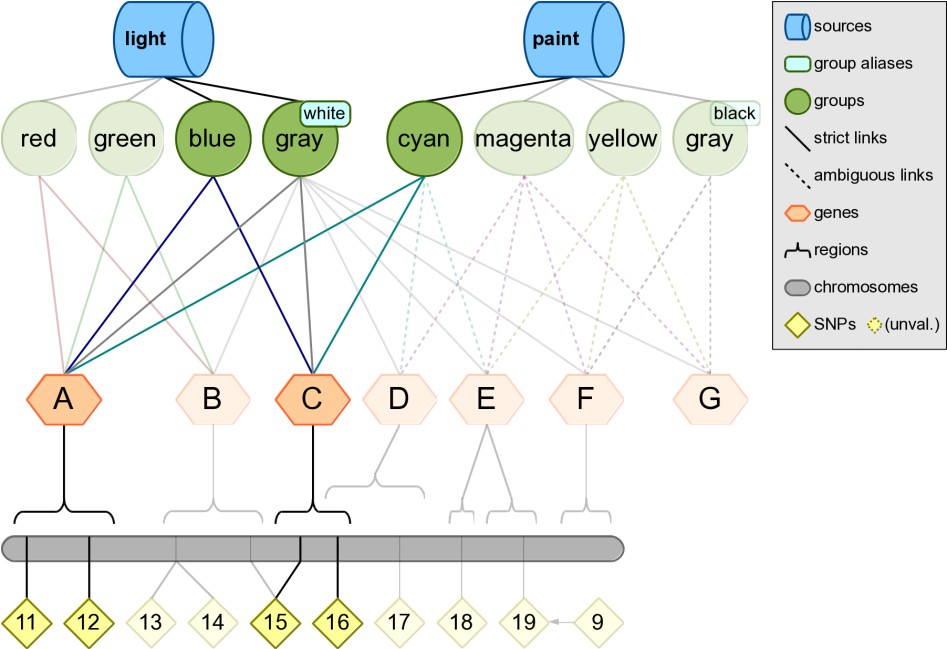 light
paint
white
black
red
green
blue
gray
cyan
magenta
yellow
gray
A
B
C
D
E
F
G
11
12
13
14
15
16
17
18
19
9
sources
group aliases
groups
strict links
ambiguous links
genes
regions
chromosomes
SNPs
(unval.)